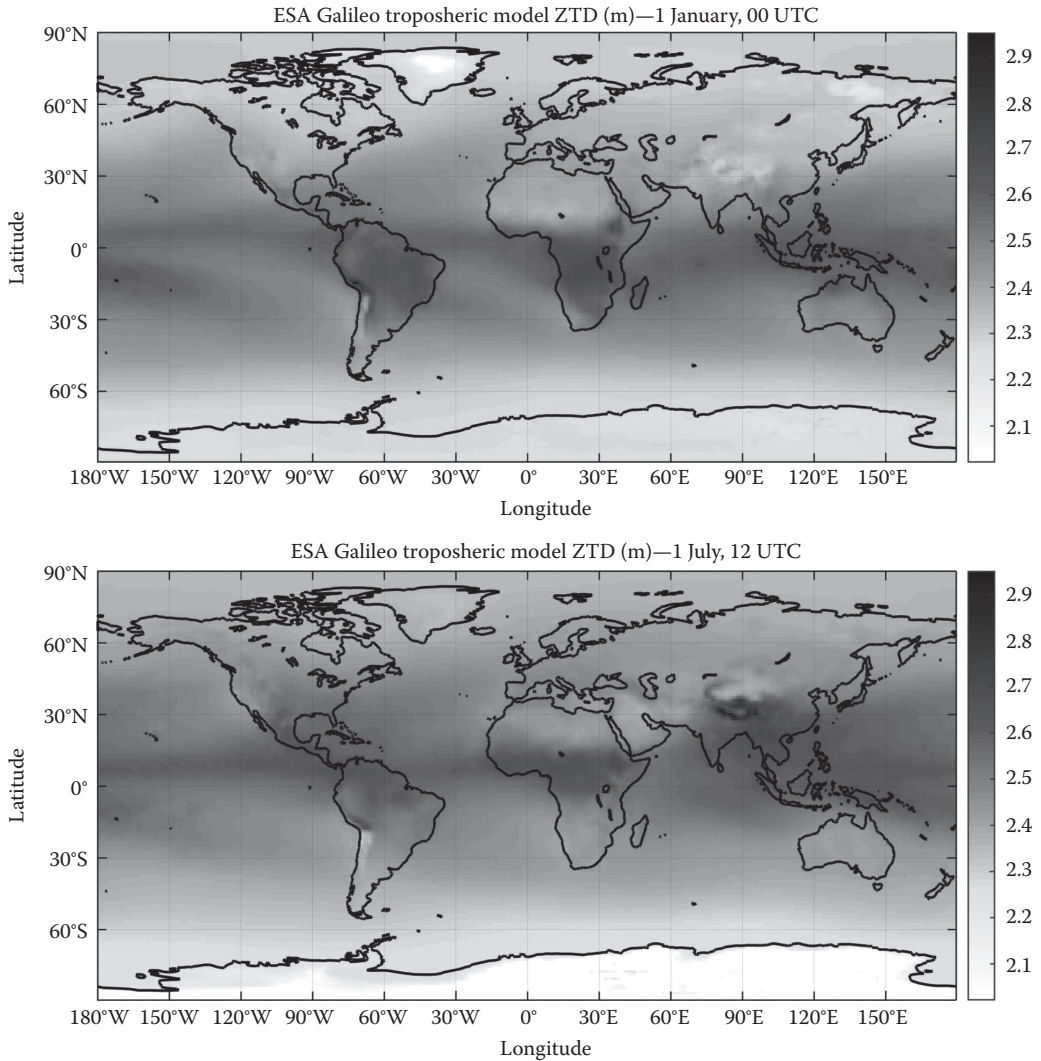 ESA Galileo troposheric model ZTD (m)—1 January, 00 UTC
90°N
60°N
30°N
0°
30°S
60°S
Latitude
180°W 150°W 120°W 90°W 60°W 30°W 0° 30°E 60°E 90°E 120°E 150°E
Longitude
2.9
2.8
2.7
2.6
2.5
2.4
2.3
2.2
2.1
ESA Galileo troposheric model ZTD (m)—1 July, 12 UTC
90°N
60°N
30°N
0°
30°S
60°S
Latitude
180°W 150°W 120°W 90°W 60°W 30°W 0° 30°E 60°E 90°E 120°E 150°E
Longitude
2.9
2.8
2.7
2.6
2.5
2.4
2.3
2.2
2.1